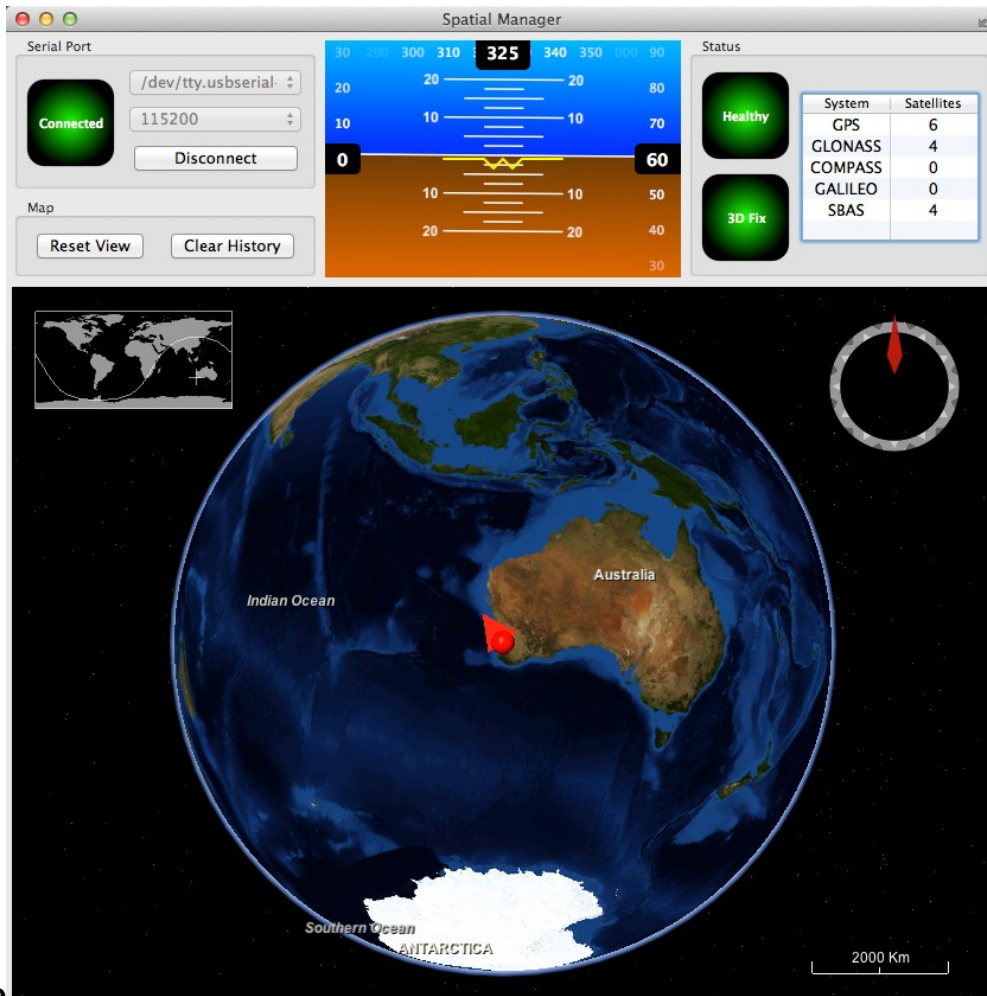 Spatial Manager
Serial Port
Connected
/dev/tty.usbserial-
115200
Disconnect
Map
Reset View
Clear History
30 290 300 310 325 340 350 000 90
20 20 20 80
10 10 10 70
0 60
10 10 50
20 20 40
30
Status
Healthy
3D Fix
System Satellites
GPS 6
GLONASS 4
COMPASS 0
GALILEO 0
SBAS 4
Australia
Indian Ocean
Southern Ocean
ANTARCTICA
2000 Km